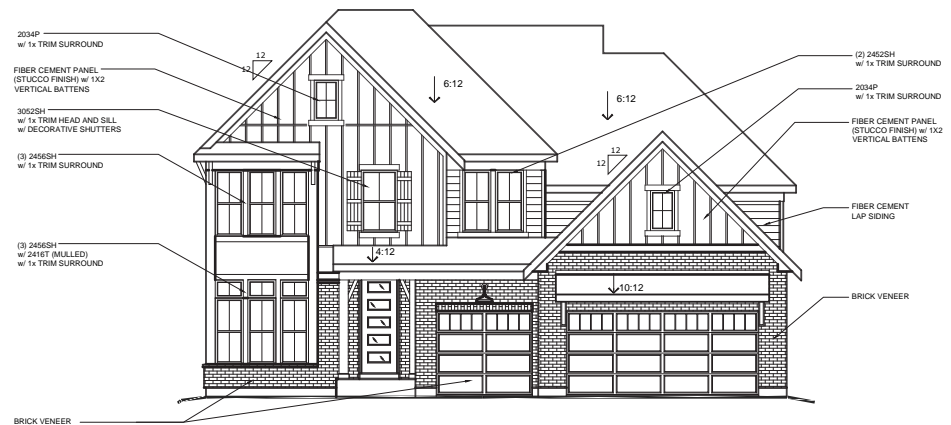 2034P
w/ 1x TRIM SURROUND
FIBER CEMENT PANEL
(STUCCO FINISH) w/ 1X2
VERTICAL BATTENS
3052SH
w/ 1x TRIM HEAD AND SILL
w/ DECORATIVE SHUTTERS
(3) 2456SH
w/ 1x TRIM SURROUND
(3) 2456SH
w/ 2416T (MULLED)
w/ 1x TRIM SURROUND
BRICK VENEER
12
12
6:12
6:12
12
12
4:12
10:12
(2) 2452SH
w/ 1x TRIM SURROUND
2034P
w/ 1x TRIM SURROUND
FIBER CEMENT PANEL
(STUCCO FINISH) w/ 1X2
VERTICAL BATTENS
FIBER CEMENT
LAP SIDING
BRICK VENEER